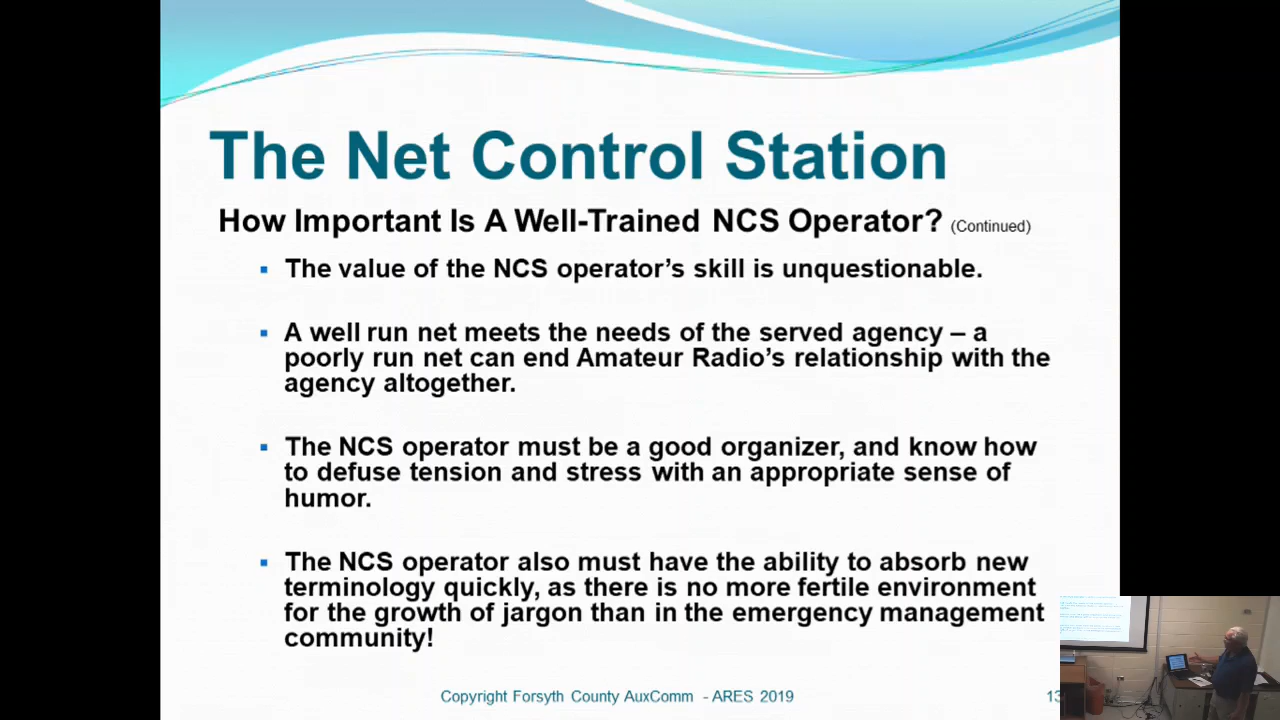 The Net Control Station
How Important Is A Well-Trained NCS Operator? (Continued)
▪ The value of the NCS operator’s skill is unquestionable.
▪ A well run net meets the needs of the served agency – a
poorly run net can end Amateur Radio’s relationship with the
agency altogether.
▪ The NCS operator must be a good organizer, and know how
to defuse tension and stress with an appropriate sense of
humor.
▪ The NCS operator also must have the ability to absorb new
terminology quickly, as there is no more fertile environment
for the growth of jargon than in the emergency management
community!
Copyright Forsyth County AuxComm - ARES 2019